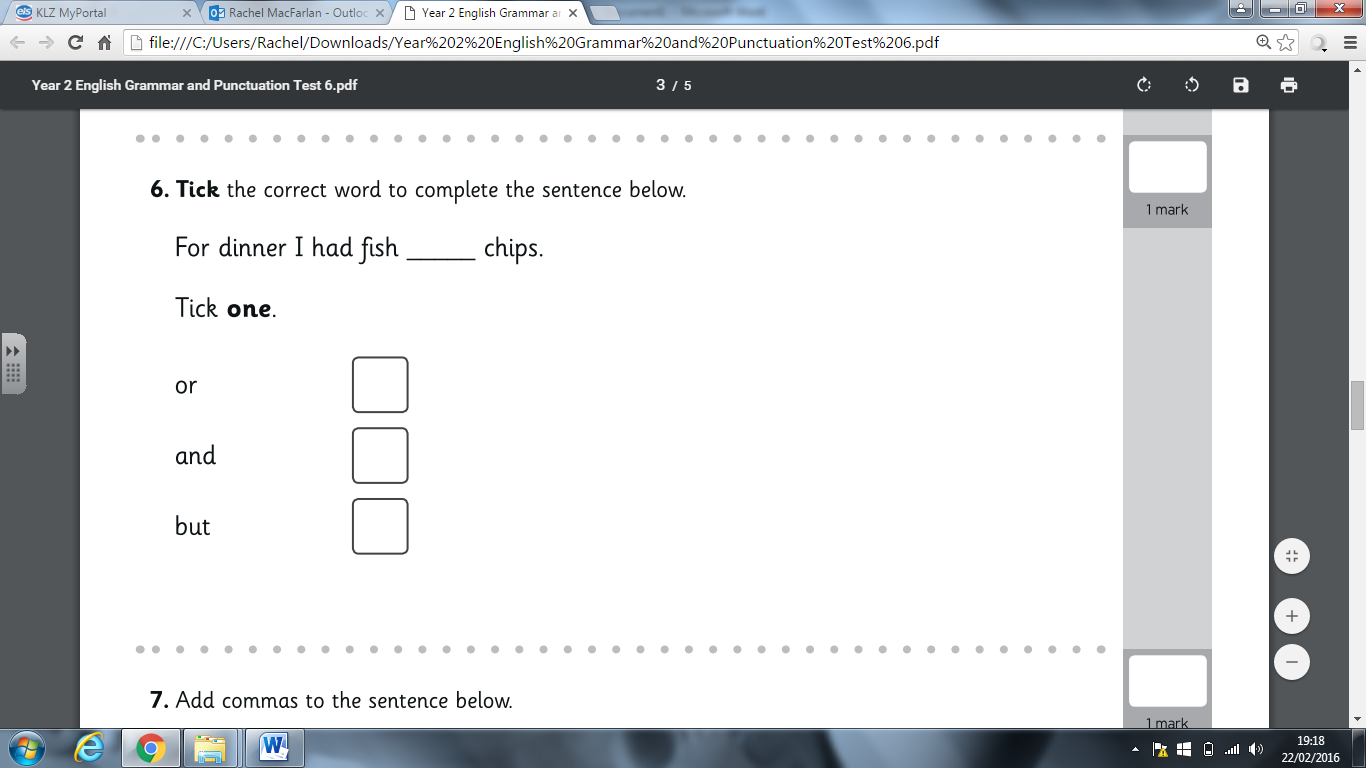 KLZ MyPortal
Rachel MacFarlan - Outloo
Year 2 English Grammar a
file:///C:/Users/Rachel/Downloads/Year%202%20English%20Grammar%20and%20Punctuation%20Test%206.pdf
Year 2 English Grammar and Punctuation Test 6.pdf
3 / 5
6. Tick the correct word to complete the sentence below.
1 mark
For dinner I had fish _____ chips.
Tick one.
or
and
but
7. Add commas to the sentence below.
1 mark
19:18
22/02/2016